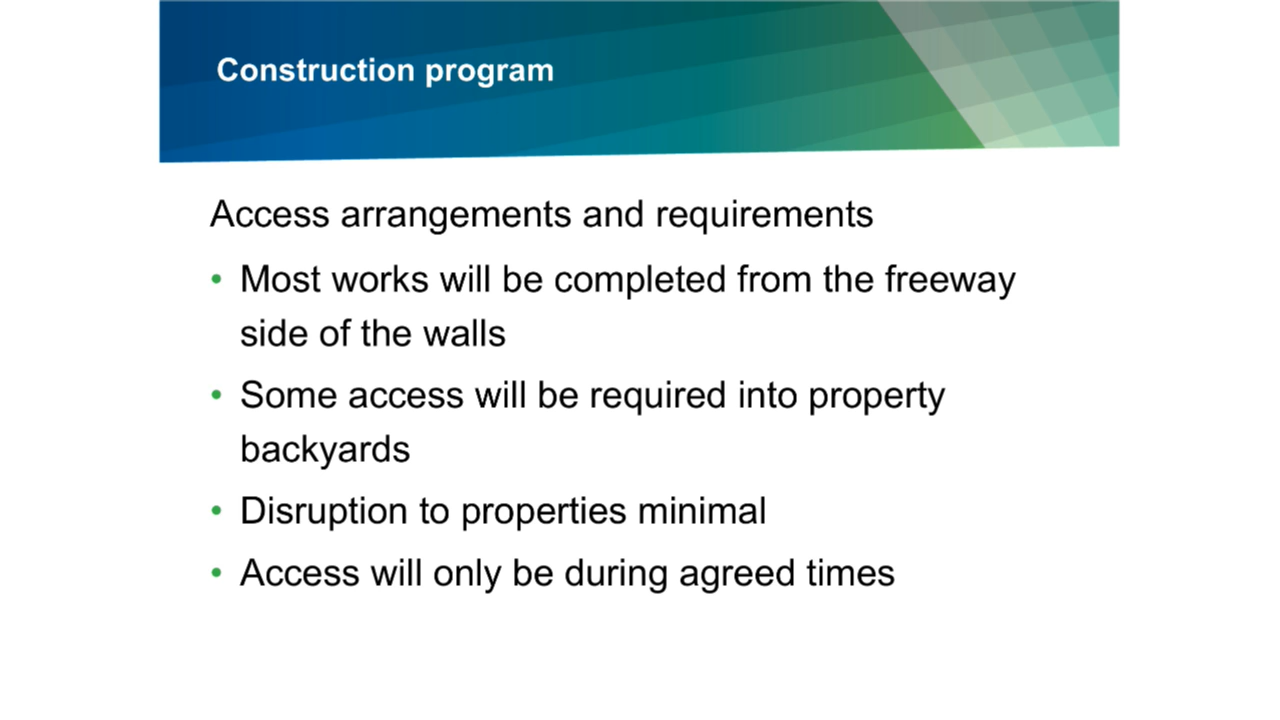 Construction program
Access arrangements and requirements
• Most works will be completed from the freeway
side of the walls
• Some access will be required into property
backyards
• Disruption to properties minimal
• Access will only be during agreed times